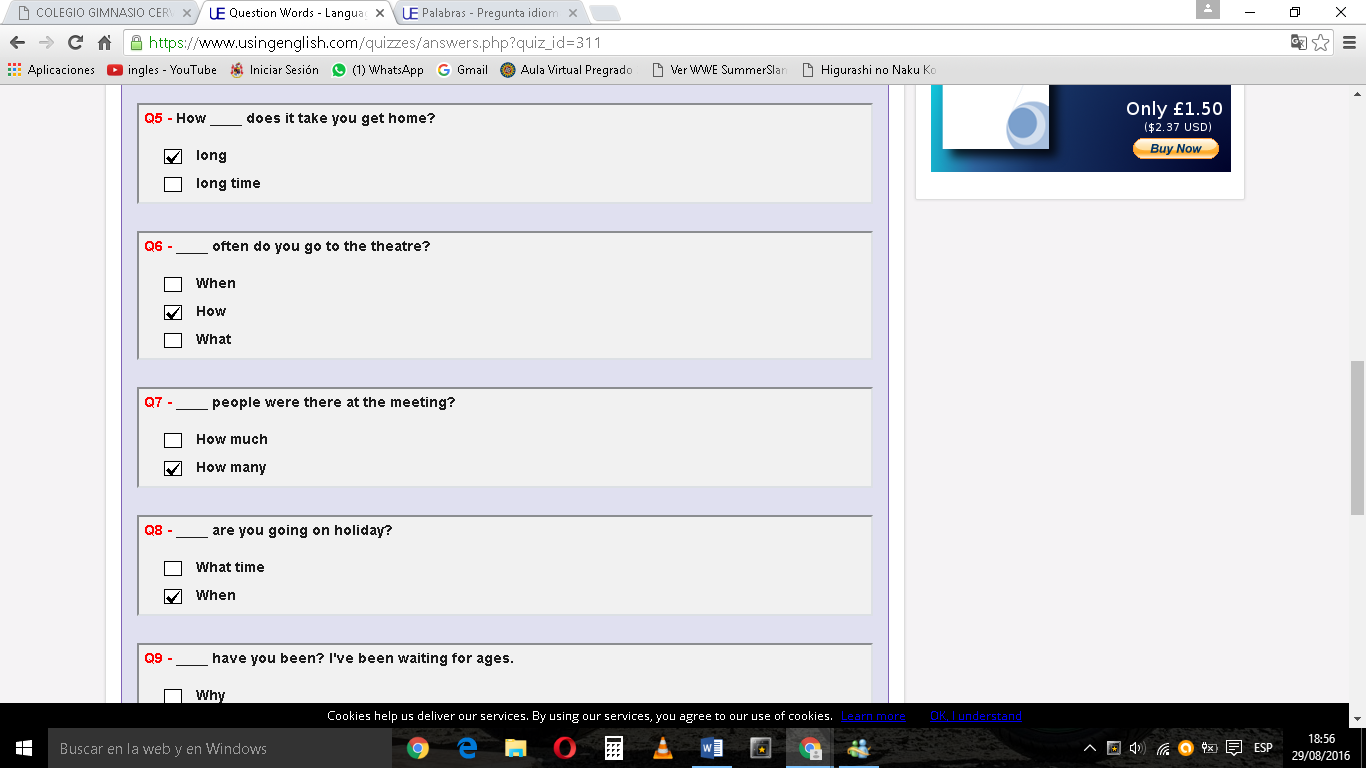 COLEGIO GIMNASIO CERV
Question Words - Langua
Palabras - Pregunta idiom
https://www.usingenglish.com/quizzes/answers.php?quiz_id=311
Aplicaciones
ingles - YouTube
Iniciar Sesión
(1) WhatsApp
Gmail
Aula Virtual Pregrado
Ver WWE SummerSlan
Higurashi no Naku Ko
Only £1.50
($2.37 USD)
Buy Now
Q5 - How ____ does it take you get home?
long
long time
Q6 - ____ often do you go to the theatre?
When
How
What
Q7 - ____ people were there at the meeting?
How much
How many
Q8 - ____ are you going on holiday?
What time
When
Q9 - ____ have you been? I've been waiting for ages.
Why
Cookies help us deliver our services. By using our services, you agree to our use of cookies. Learn more OK, I understand
Buscar en la web y en Windows
ESP
18:56
29/08/2016